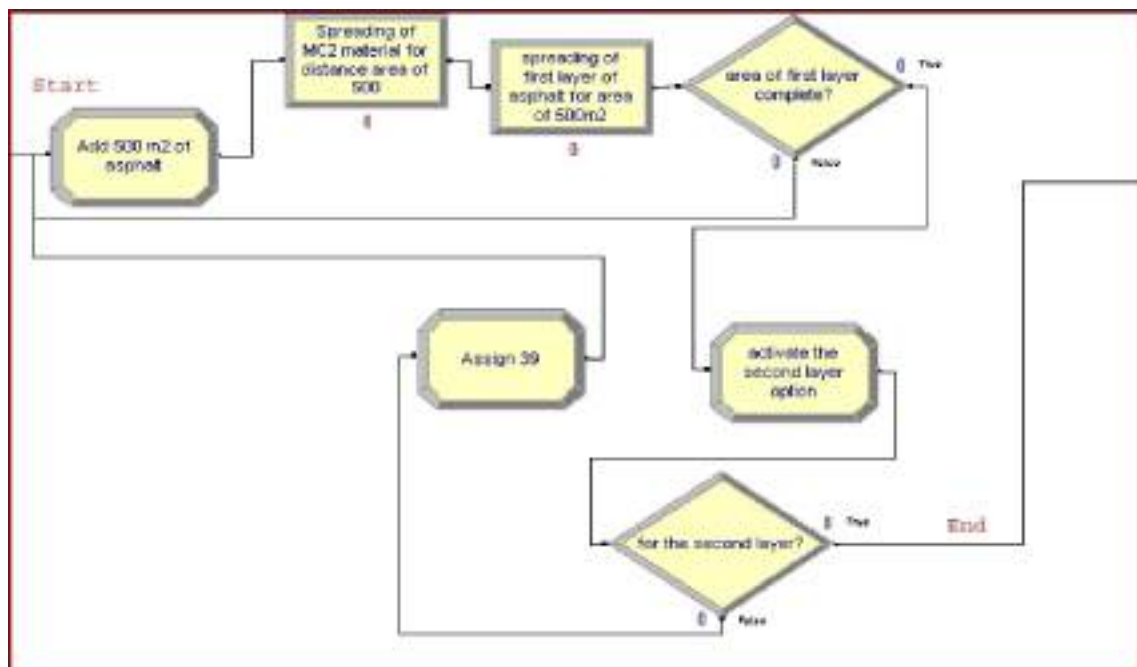 Start
Add 500 m2 of
asphalt
Spreading of
MC2 material for
distance area of
500
0
spreading of
first layer of
asphalt for area
of 500m2
0
area of first layer
complete?
0 True
0 False
Assign 39
activate the
second layer
option
for the second layer?
0 True
End
0 False